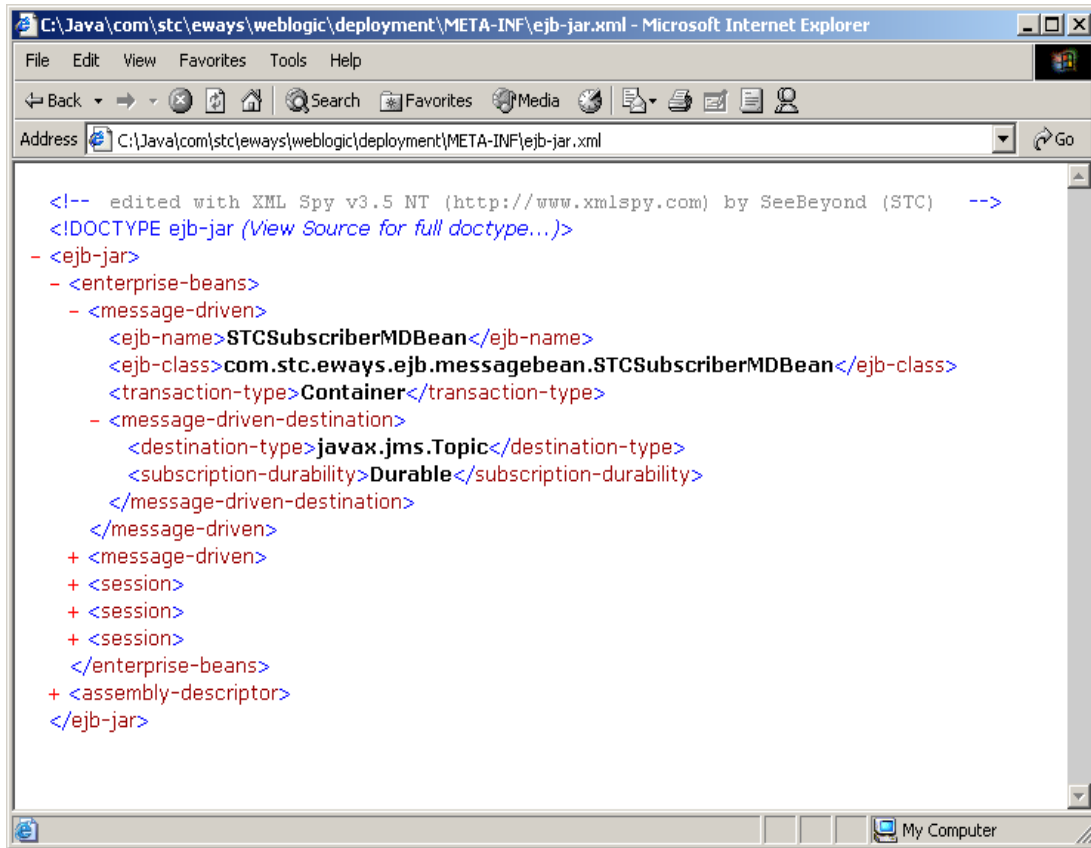 C:\Java\com\stc\eways\weblogic\deployment\META-INF\ejb-jar.xml - Microsoft Internet Explorer
File Edit View Favorites Tools Help
Back Search Favorites Media
Address C:\Java\com\stc\eways\weblogic\deployment\META-INF\ejb-jar.xml Go
<!-- edited with XML Spy v3.5 NT (http://www.xmlspy.com) by SeeBeyond (STC) -->
<!DOCTYPE ejb-jar (View Source for full doctype...)>
- <ejb-jar>
- <enterprise-beans>
- <message-driven>
<ejb-name>STCSubscriberMDBean</ejb-name>
<ejb-class>com.stc.eways.ejb.messagebean.STCSubscriberMDBean</ejb-class>
<transaction-type>Container</transaction-type>
- <message-driven-destination>
<destination-type>javax.jms.Topic</destination-type>
<subscription-durability>Durable</subscription-durability>
</message-driven-destination>
</message-driven>
+ <message-driven>
+ <session>
+ <session>
+ <session>
</enterprise-beans>
+ <assembly-descriptor>
</ejb-jar>
My Computer